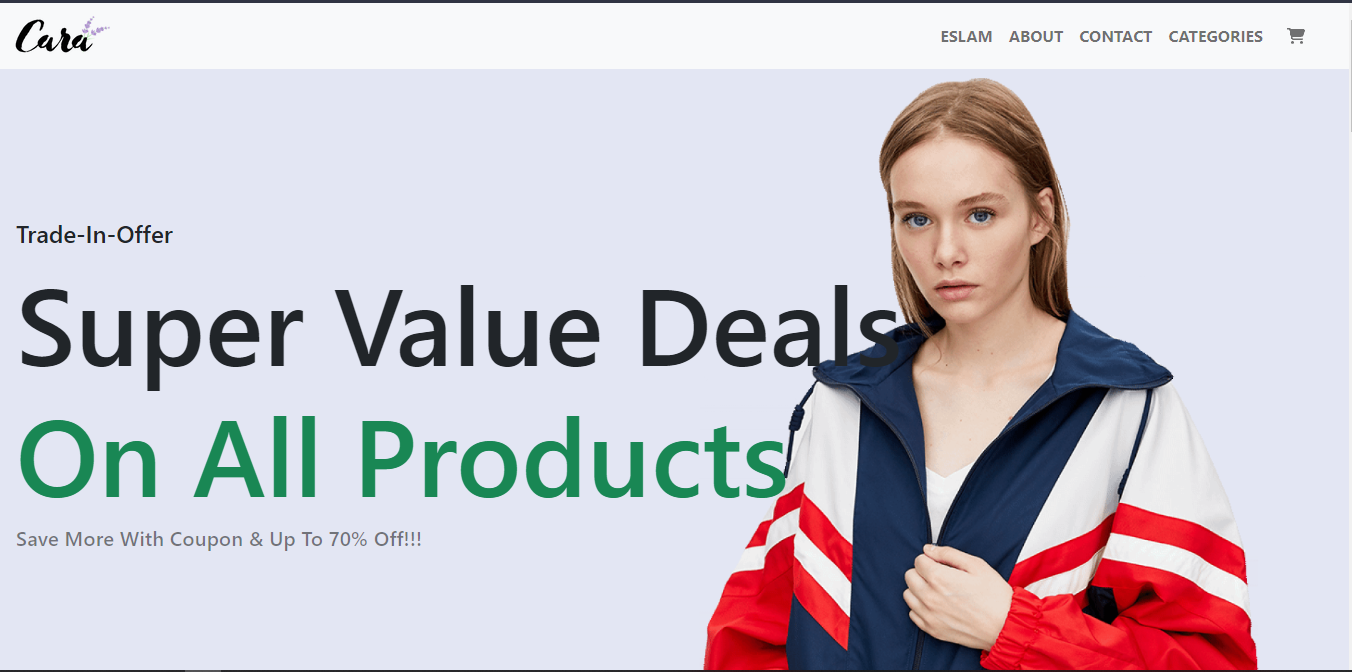 Cara
ESLAM ABOUT CONTACT CATEGORIES
Trade-In-Offer
Super Value Deals
On All Products
Save More With Coupon & Up To 70% Off!!!